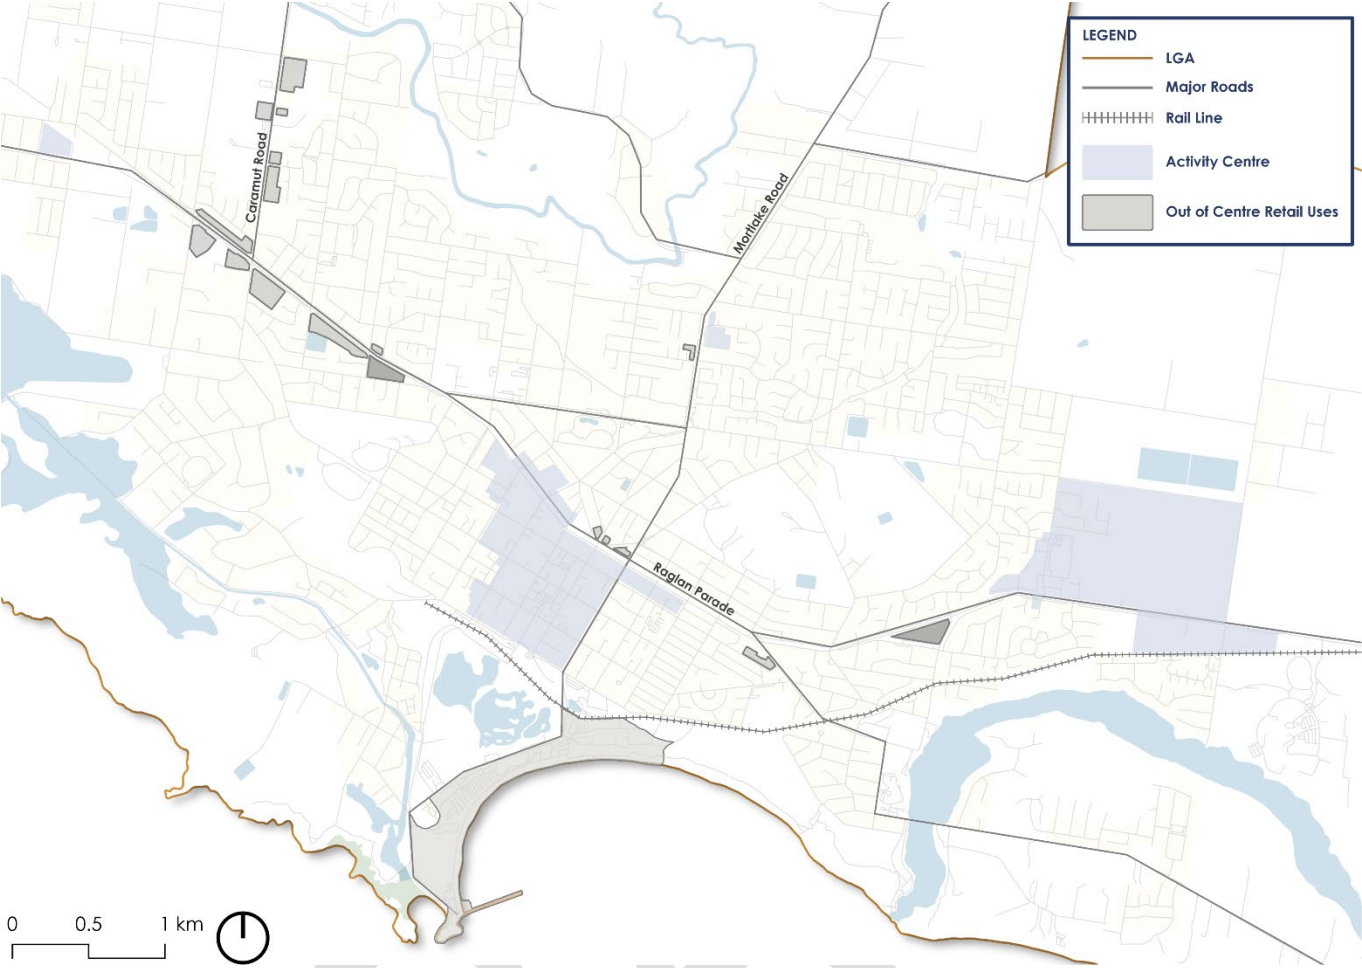 LEGEND
LGA
Major Roads
Rail Line
Activity Centre
Out of Centre Retail Uses
Caramut Road
Mortlake Road
Raglan Parade
0 0.5 1 km